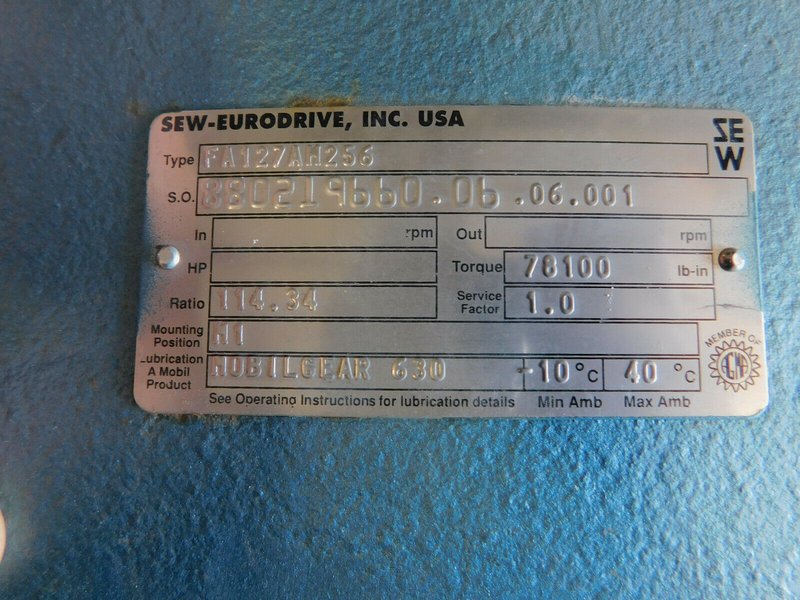 SEW-EURODRIVE, INC. USA
SEW
Type FA127AM256
S.O. 880219660.06.06.001
In rpm Out rpm
HP Torque 78100 lb-in
Ratio 114.34 Service Factor 1.0
Mounting Position M1
MEMBER OF AGMA
Lubrication A Mobil Product MOBILGEAR 630 -10 °C 40 °C
See Operating Instructions for lubrication details Min Amb Max Amb